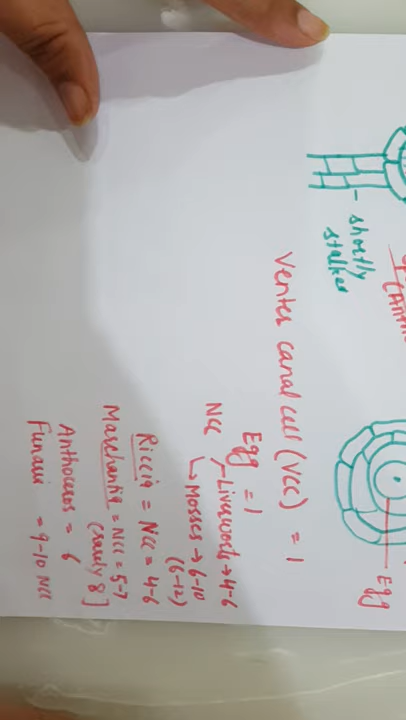 shortly
stalked
Venter canal cell (VCC) = 1
Egg = 1
NCC
Liverworts → 4-6
Mosses → 6-10
(6-12)
Riccia = NCC = 4-6
Marchantia = NCC = 5-7
(rarely 8]
Anthoceros = 6
Funaria = 9-10 NCC
Egg